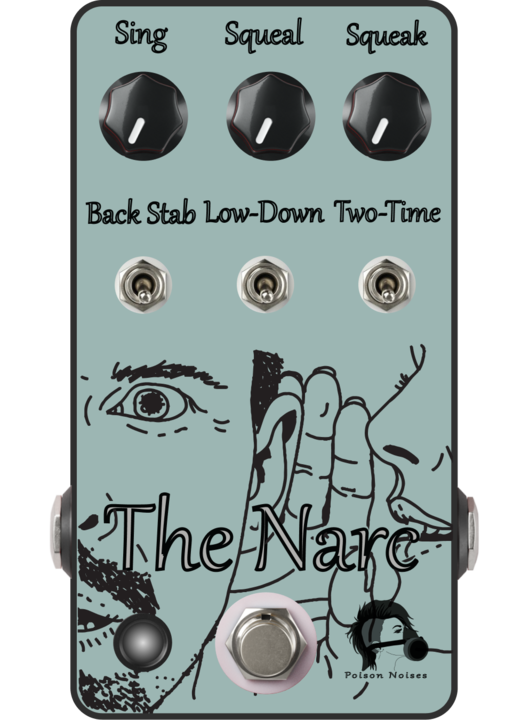 Sing Squeal Squeak
Back Stab Low-Down Two-Time
The Narc
Poison Noises